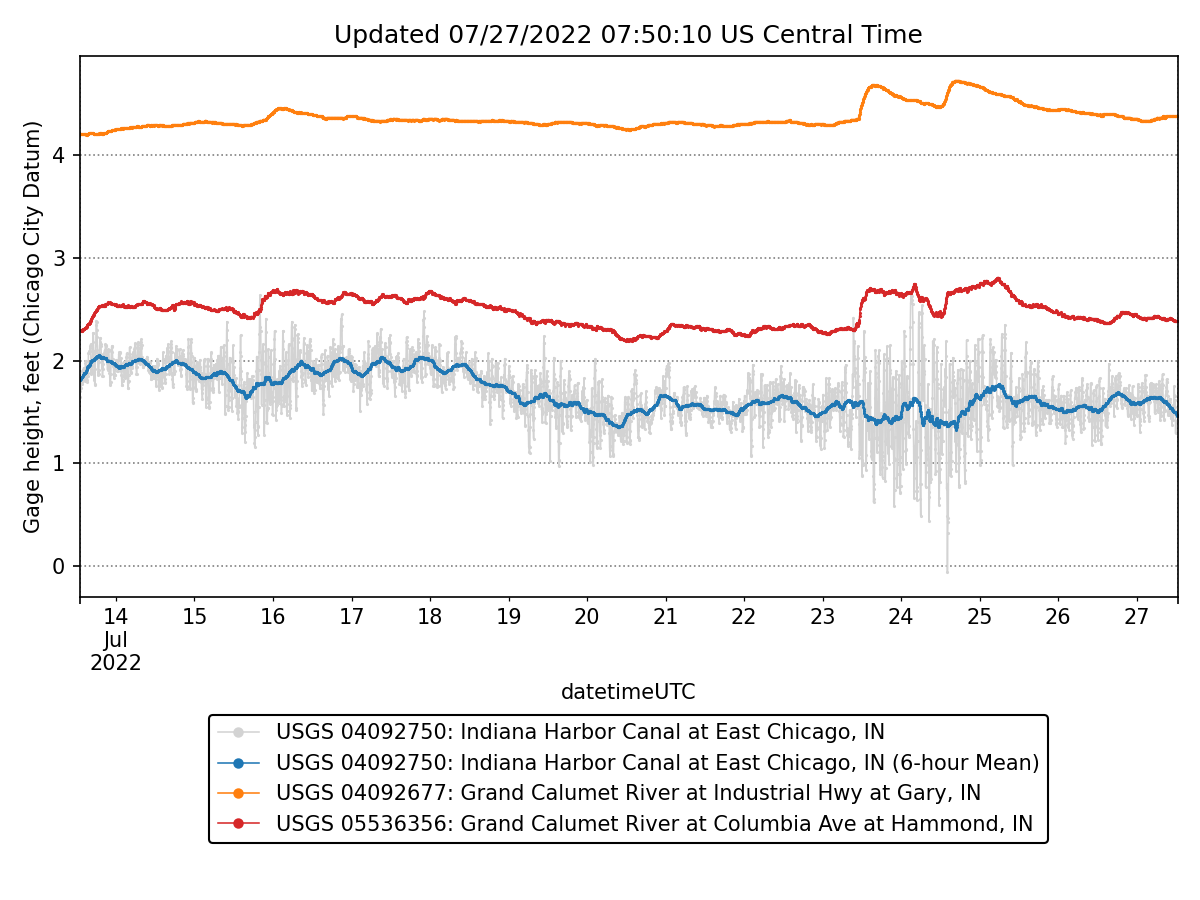 Updated 07/27/2022 07:50:10 US Central Time
Gage height, feet (Chicago City Datum)
4
3
2
1
0
14 15 16 17 18 19 20 21 22 23 24 25 26 27
Jul
2022
datetimeUTC
USGS 04092750: Indiana Harbor Canal at East Chicago, IN
USGS 04092750: Indiana Harbor Canal at East Chicago, IN (6-hour Mean)
USGS 04092677: Grand Calumet River at Industrial Hwy at Gary, IN
USGS 05536356: Grand Calumet River at Columbia Ave at Hammond, IN